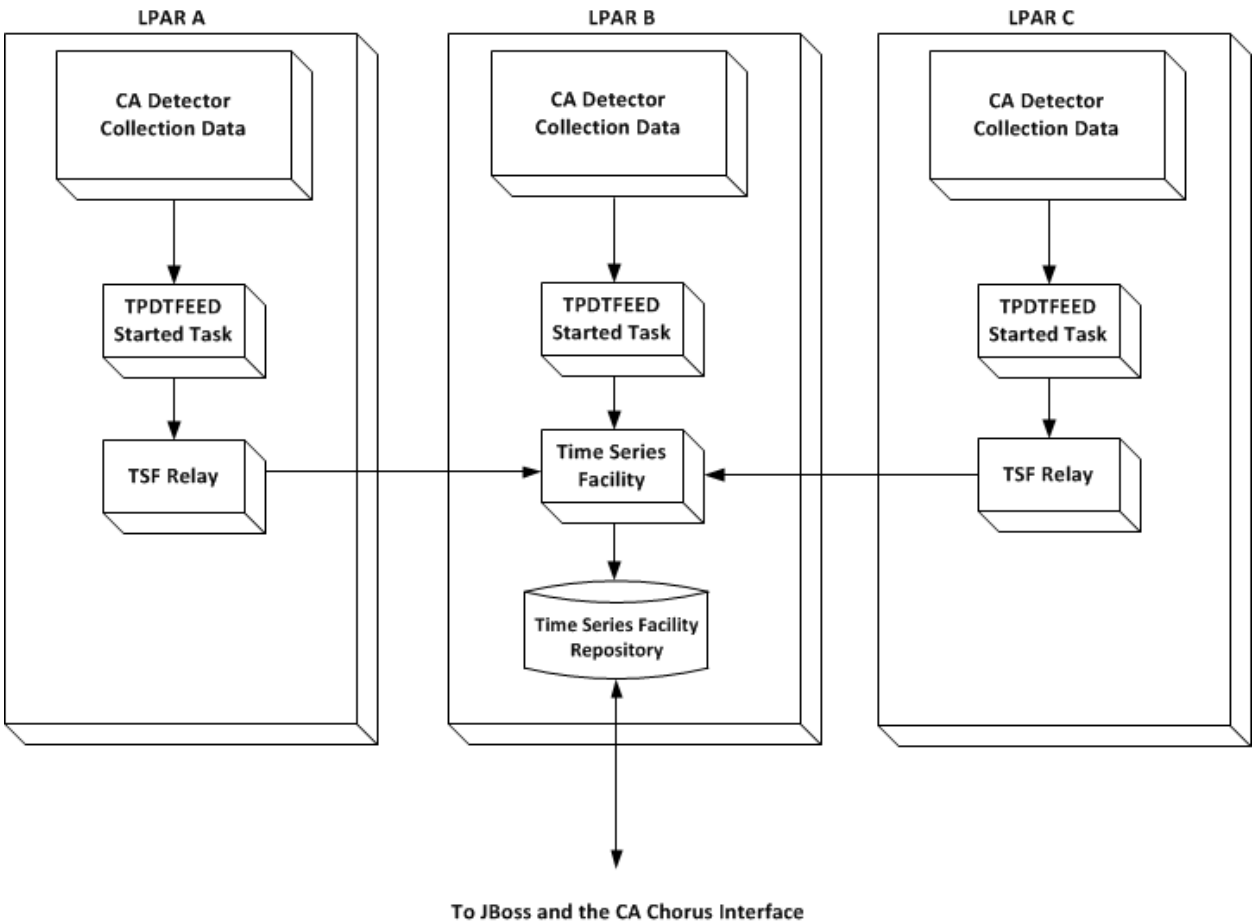 LPAR A
CA Detector
Collection Data
TPDTFEED
Started Task
TSF Relay
LPAR B
CA Detector
Collection Data
TPDTFEED
Started Task
Time Series
Facility
Time Series Facility
Repository
LPAR C
CA Detector
Collection Data
TPDTFEED
Started Task
TSF Relay
To JBoss and the CA Chorus Interface